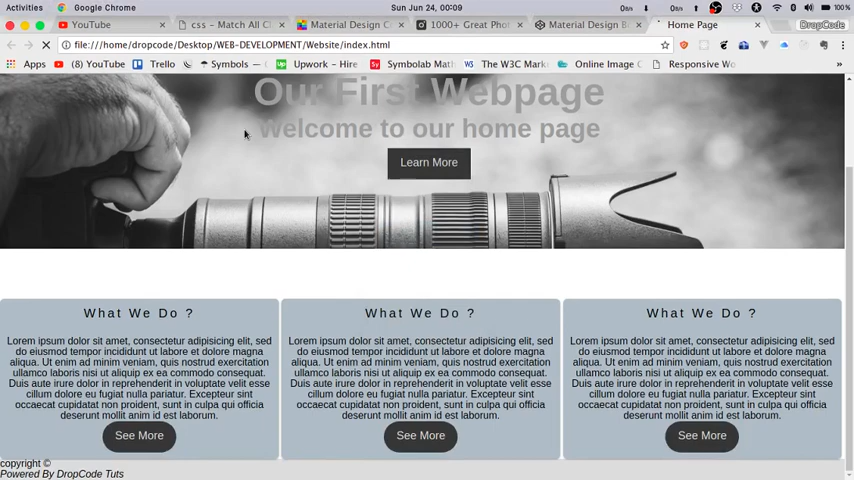 Activities Google Chrome Sun Jun 24, 00:09 0B/s 0B/s 100%
YouTube css - Match All C Material Design Co 1000+ Great Phot Material Design B Home Page DropCode
file:///home/dropcode/Desktop/WEB-DEVELOPMENT/Website/index.html
Apps (8) YouTube Trello Symbols Upwork - Hire Symbolab Math The W3C Mark Online Image C Responsive Wo
Our First Webpage
Welcome to our home page
Learn More
What We Do ?
Lorem ipsum dolor sit amet, consectetur adipisicing elit, sed
do eiusmod tempor incididunt ut labore et dolore magna
aliqua. Ut enim ad minim veniam, quis nostrud exercitation
ullamco laboris nisi ut aliquip ex ea commodo consequat.
Duis aute irure dolor in reprehenderit in voluptate velit esse
cillum dolore eu fugiat nulla pariatur. Excepteur sint
occaecat cupidatat non proident, sunt in culpa qui officia
deserunt mollit anim id est laborum.
See More
What We Do ?
Lorem ipsum dolor sit amet, consectetur adipisicing elit, sed
do eiusmod tempor incididunt ut labore et dolore magna
aliqua. Ut enim ad minim veniam, quis nostrud exercitation
ullamco laboris nisi ut aliquip ex ea commodo consequat.
Duis aute irure dolor in reprehenderit in voluptate velit esse
cillum dolore eu fugiat nulla pariatur. Excepteur sint
occaecat cupidatat non proident, sunt in culpa qui officia
deserunt mollit anim id est laborum.
See More
What We Do ?
Lorem ipsum dolor sit amet, consectetur adipisicing elit, sed
do eiusmod tempor incididunt ut labore et dolore magna
aliqua. Ut enim ad minim veniam, quis nostrud exercitation
ullamco laboris nisi ut aliquip ex ea commodo consequat.
Duis aute irure dolor in reprehenderit in voluptate velit esse
cillum dolore eu fugiat nulla pariatur. Excepteur sint
occaecat cupidatat non proident, sunt in culpa qui officia
deserunt mollit anim id est laborum.
See More
copyright ©
Powered By DropCode Tuts